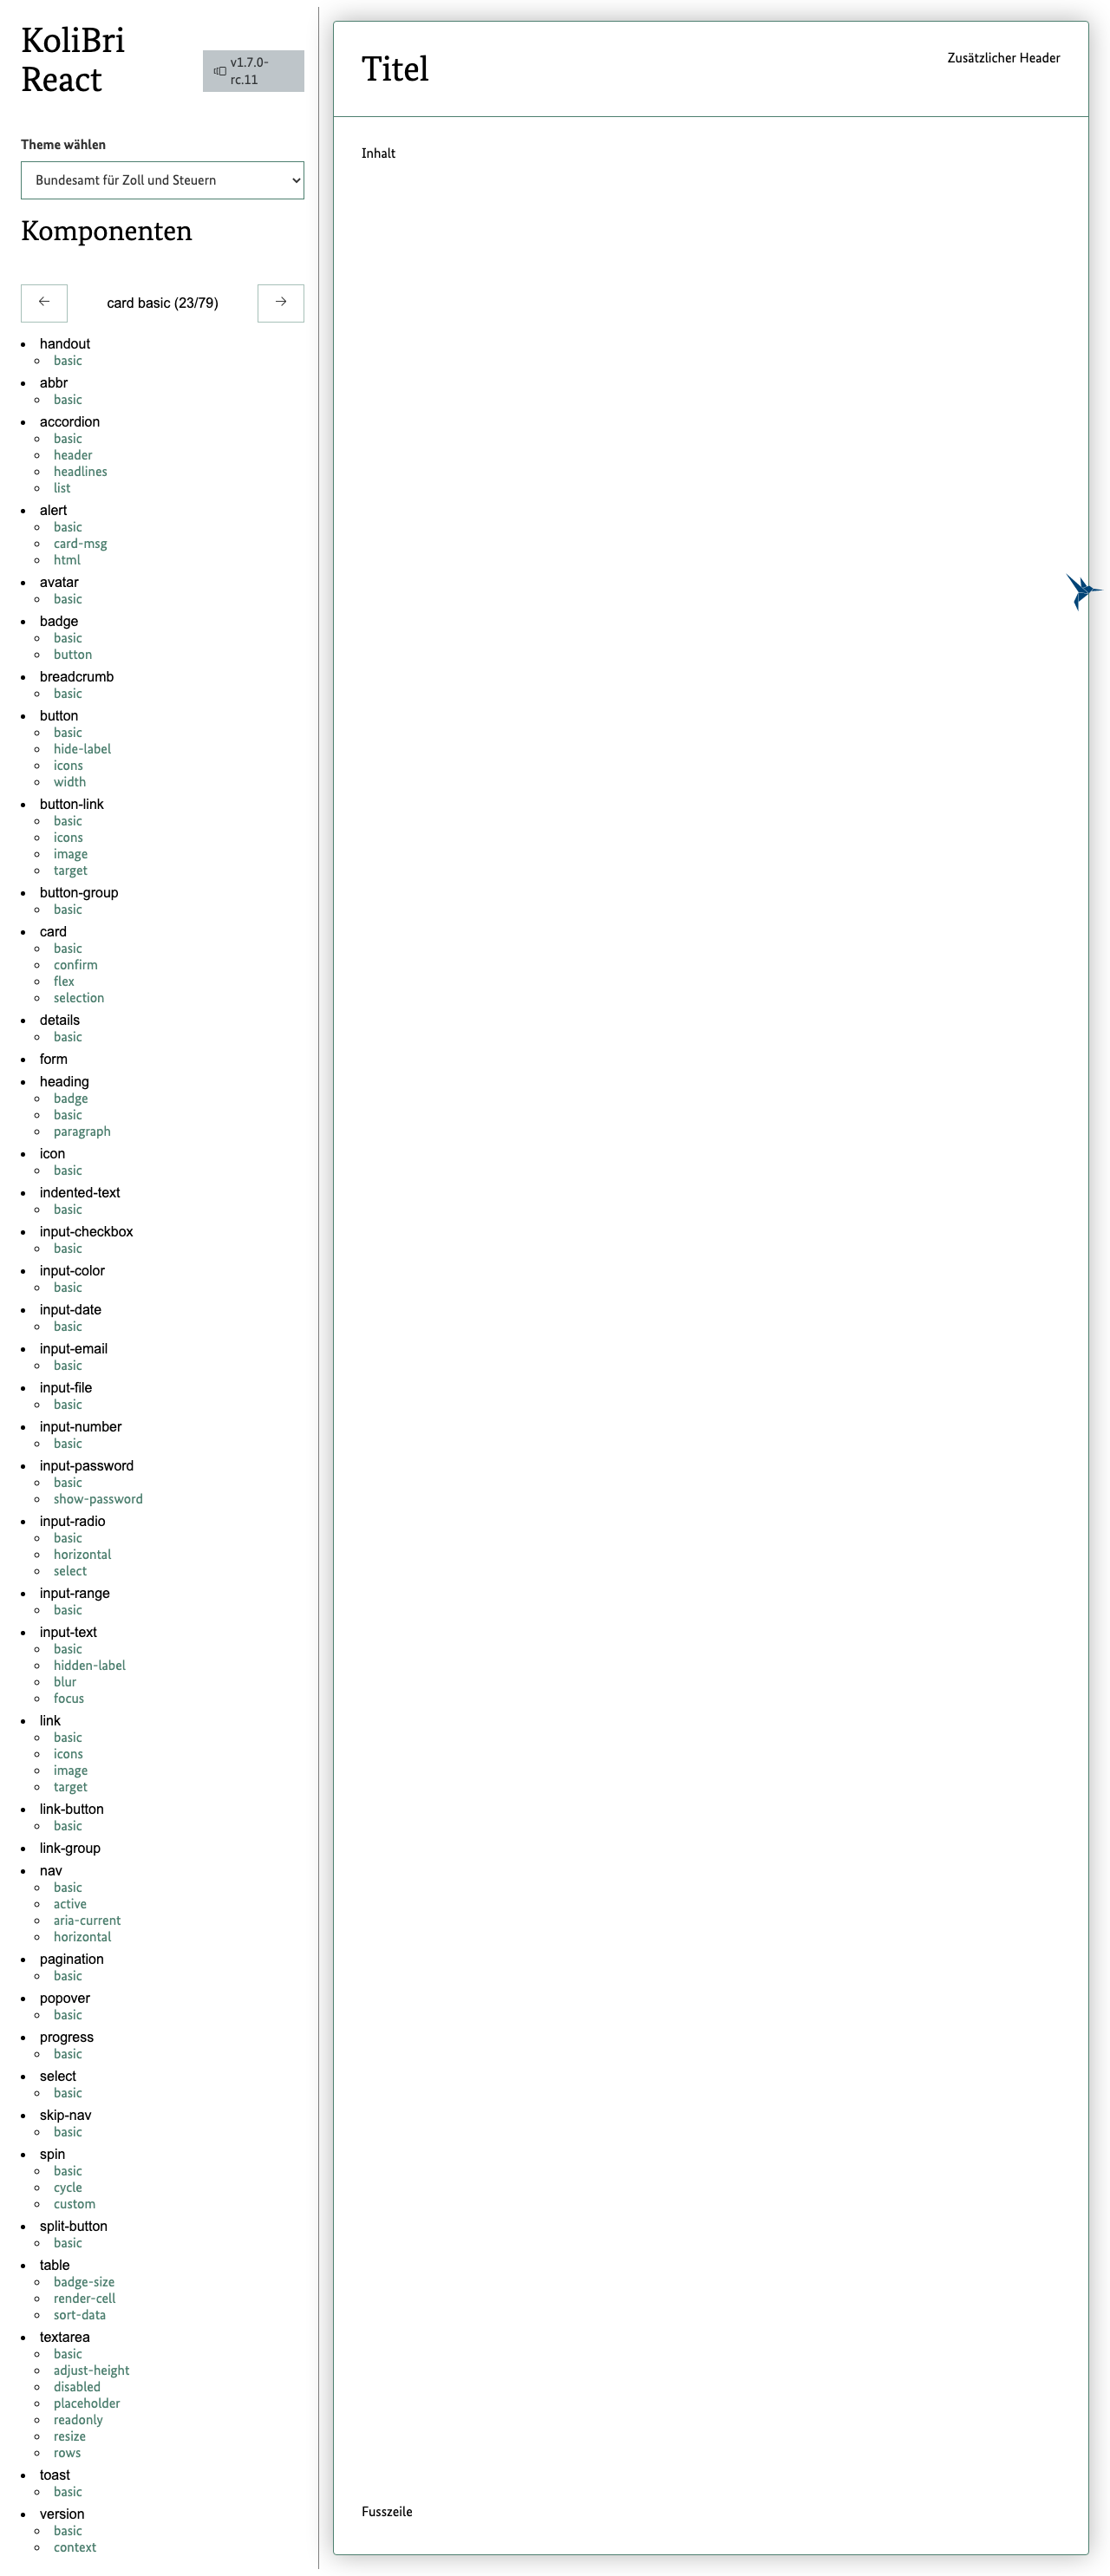 KoliBri
React
v1.7.0-
rc.11
Theme wählen
Bundesamt für Zoll und Steuern
Komponenten
← card basic (23/79) →
handout
basic
abbr
basic
accordion
basic
header
headlines
list
alert
basic
card-msg
html
avatar
basic
badge
basic
button
breadcrumb
basic
button
basic
hide-label
icons
width
button-link
basic
icons
image
target
button-group
basic
card
basic
confirm
flex
selection
details
basic
form
heading
badge
basic
paragraph
icon
basic
indented-text
basic
input-checkbox
basic
input-color
basic
input-date
basic
input-email
basic
input-file
basic
input-number
basic
input-password
basic
show-password
input-radio
basic
horizontal
select
input-range
basic
input-text
basic
hidden-label
blur
focus
link
basic
icons
image
target
link-button
basic
link-group
nav
basic
active
aria-current
horizontal
pagination
basic
popover
basic
progress
basic
select
basic
skip-nav
basic
spin
basic
cycle
custom
split-button
basic
table
badge-size
render-cell
sort-data
textarea
basic
adjust-height
disabled
placeholder
readonly
resize
rows
toast
basic
version
basic
context
Titel
Zusätzlicher Header
Inhalt
Fusszeile